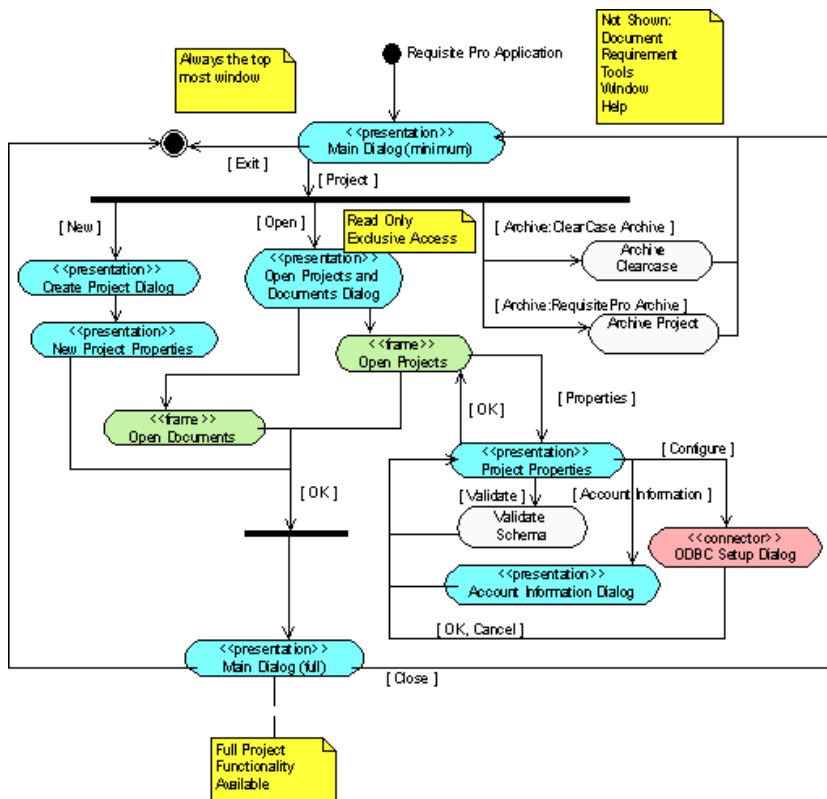 Not Shown:
Document
Requirement
Tools
Window
Help
Always the top
most window
Requisite Pro Application
<<presentation>>
Main Dialog (minimum)
[ Exit ]
[ Project ]
[ New ]
[ Open ]
Read Only
Exclusive Access
[ Archive:ClearCase Archive ]
Archive
Clearcase
<<presentation>>
Create Project Dialog
<<presentation>>
Open Projects and
Documents Dialog
[ Archive:RequisitePro Archive ]
Archive Project
<<presentation>>
New Project Properties
<<frame>>
Open Projects
[ Properties ]
[ OK ]
<<frame>>
Open Documents
<<presentation>>
Project Properties
[ Configure ]
[ OK ]
[ Validate ]
[ Account Information ]
Validate
Schema
<<connector>>
ODBC Setup Dialog
<<presentation>>
Account Information Dialog
[ OK, Cancel ]
<<presentation>>
Main Dialog (full)
[ Close ]
Full Project
Functionality
Available